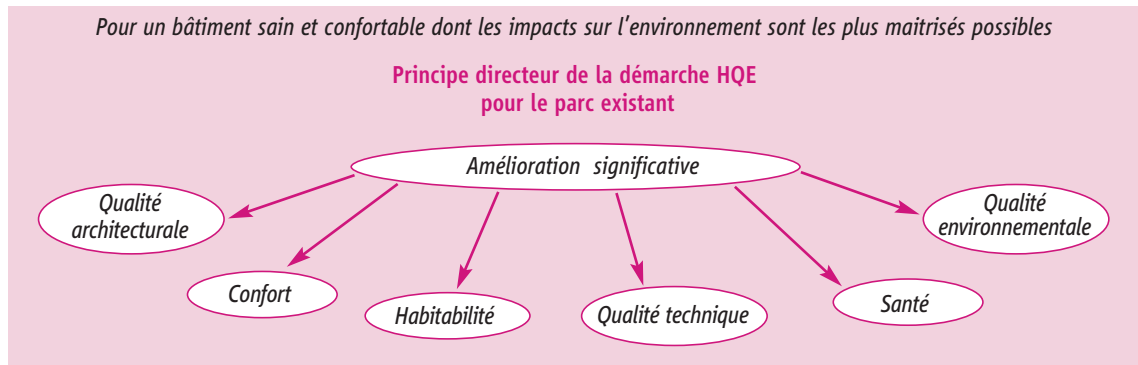 Pour un bâtiment sain et confortable dont les impacts sur l'environnement sont les plus maitrisés possibles
Principe directeur de la démarche HQE
pour le parc existant
Amélioration significative
Qualité
architecturale
Confort
Habitabilité
Qualité technique
Santé
Qualité
environnementale